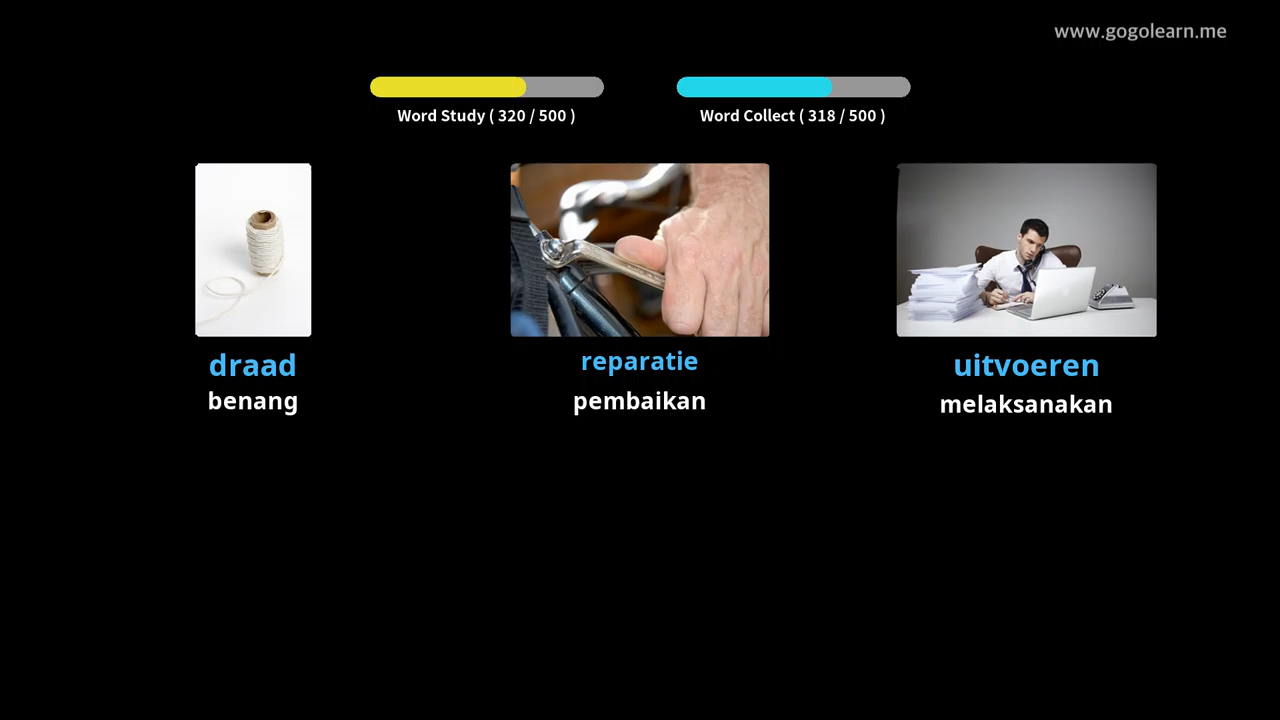 www.gogolearn.me
Word Study ( 320 / 500 )
Word Collect ( 318 / 500 )
draad
benang
reparatie
pembaikan
uitvoeren
melaksanakan